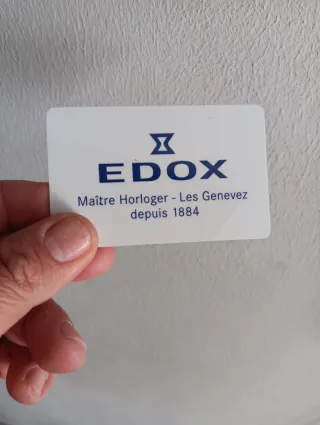 EDOX
Maître Horloger - Les Genevez
depuis 1884